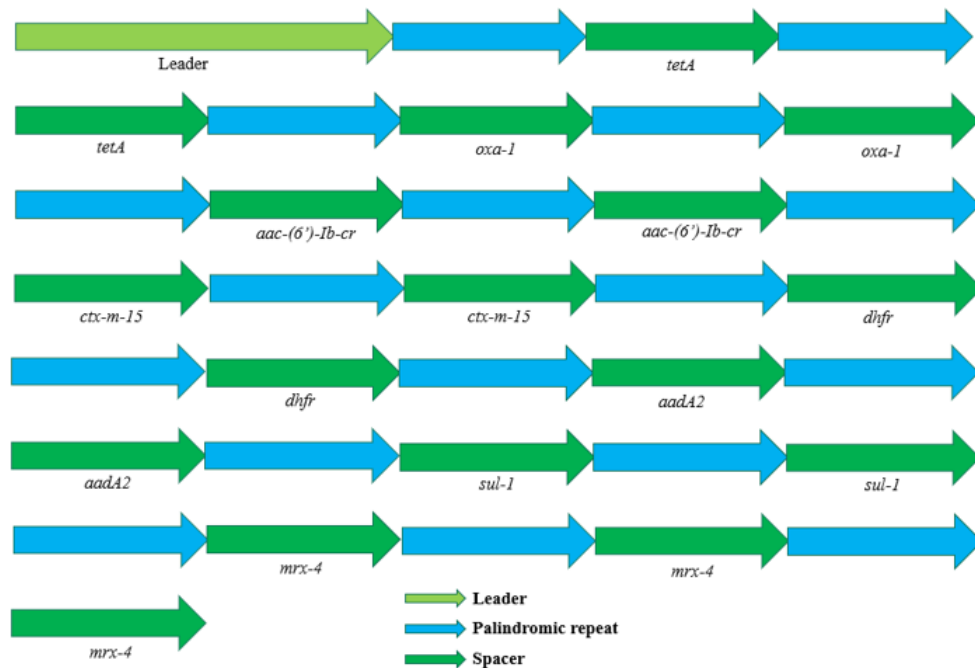 Leader
tetA
tetA
oxa-1
oxa-1
aac-(6’)-Ib-cr
aac-(6’)-Ib-cr
ctx-m-15
ctx-m-15
dhfr
dhfr
aadA2
aadA2
sul-1
sul-1
mrx-4
mrx-4
mrx-4
Leader
Palindromic repeat
Spacer